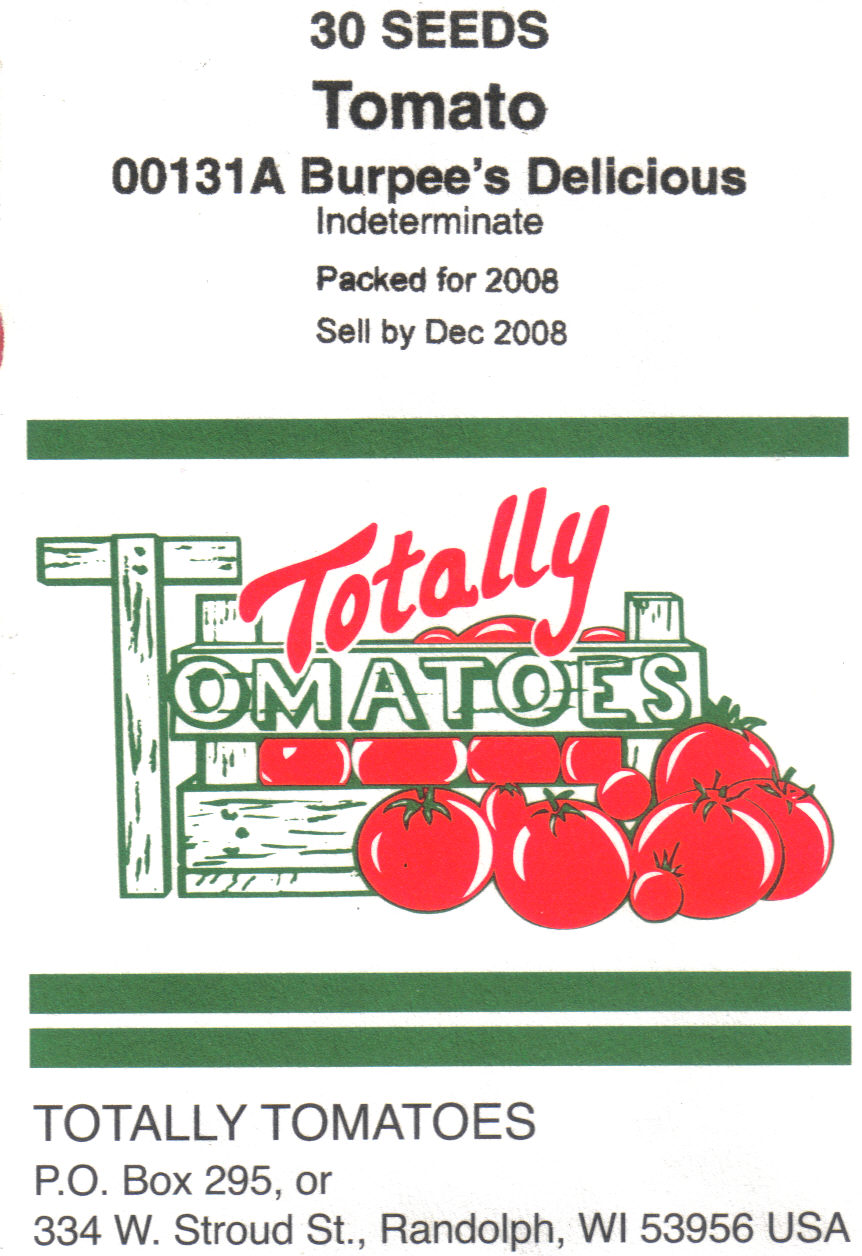 30 SEEDS
Tomato
00131A Burpee's Delicious
Indeterminate
Packed for 2008
Sell by Dec 2008
Totally
TOMATOES
TOTALLY TOMATOES
P.O. Box 295, or
334 W. Stroud St., Randolph, WI 53956 USA